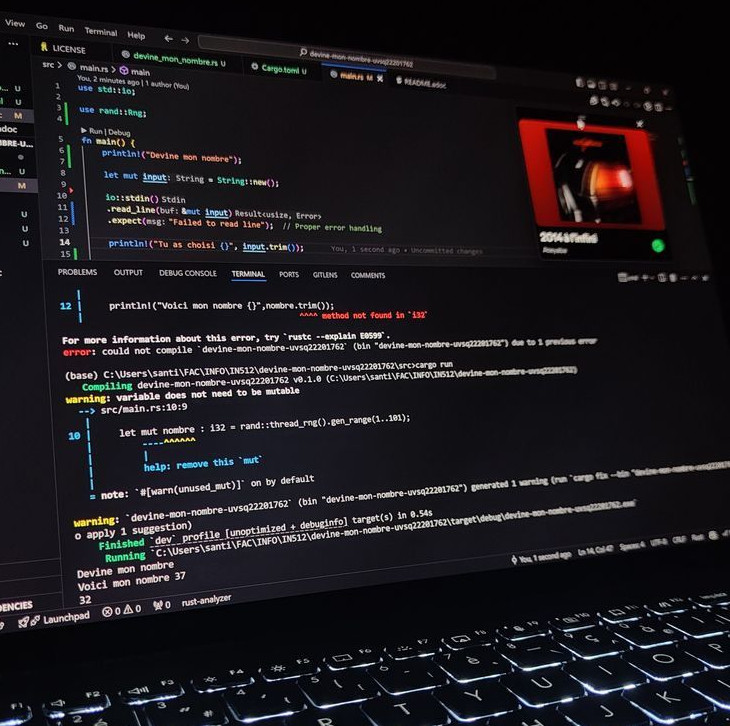 View Go Run Terminal Help
devine-mon-nombre-uvsq22201762
LICENSE
devine_mon_nombre.rs U
Cargo.toml U
main.rs M
README.adoc
src > main.rs > main
You, 2 minutes ago | 1 author (You)
1 use std::io;
2
3 use rand::Rng;
4
Run | Debug
5 fn main() {
6 println!("Devine mon nombre");
7
8 let mut input: String = String::new();
9
10 io::stdin() Stdin
11 .read_line(buf: &mut input) Result<usize, Error>
12 .expect(msg: "Failed to read line"); // Proper error handling
13
14 println!("Tu as choisi {}", input.trim()); You, 1 second ago • Uncommitted changes
15
2014 à l'infini
PROBLEMS OUTPUT DEBUG CONSOLE TERMINAL PORTS GITLENS COMMENTS
12 | println!("Voici mon nombre {}",nombre.trim());
^^^^ method not found in `i32`
For more information about this error, try `rustc --explain E0599`.
error: could not compile `devine-mon-nombre-uvsq22201762` (bin "devine-mon-nombre-uvsq22201762") due to 1 previous error
(base) C:\Users\santi\FAC\INFO\IN512\devine-mon-nombre-uvsq22201762\src>cargo run
Compiling devine-mon-nombre-uvsq22201762 v0.1.0 (C:\Users\santi\FAC\INFO\IN512\devine-mon-nombre-uvsq22201762)
warning: variable does not need to be mutable
--> src/main.rs:10:9
|
10 | let mut nombre : i32 = rand::thread_rng().gen_range(1..101);
| ----^^^^^^
| |
| help: remove this `mut`
|
= note: `#[warn(unused_mut)]` on by default
warning: `devine-mon-nombre-uvsq22201762` (bin "devine-mon-nombre-uvsq22201762") generated 1 warning (run `cargo fix --bin "devine-mon-nombre-uvsq22201762"
o apply 1 suggestion)
Finished `dev` profile [unoptimized + debuginfo] target(s) in 0.54s
Running `C:\Users\santi\FAC\INFO\IN512\devine-mon-nombre-uvsq22201762\target\debug\devine-mon-nombre-uvsq22201762.exe`
Devine mon nombre
Voici mon nombre 37
32
DENCIES
Launchpad 0 0 0 rust-analyzer
You, 1 second ago Ln 14, Col 47 Spaces: 4 UTF-8 CRLF Rust
F1 F2 F3 F4 F5 F6 F7 F8
R T Y U I O P
J K